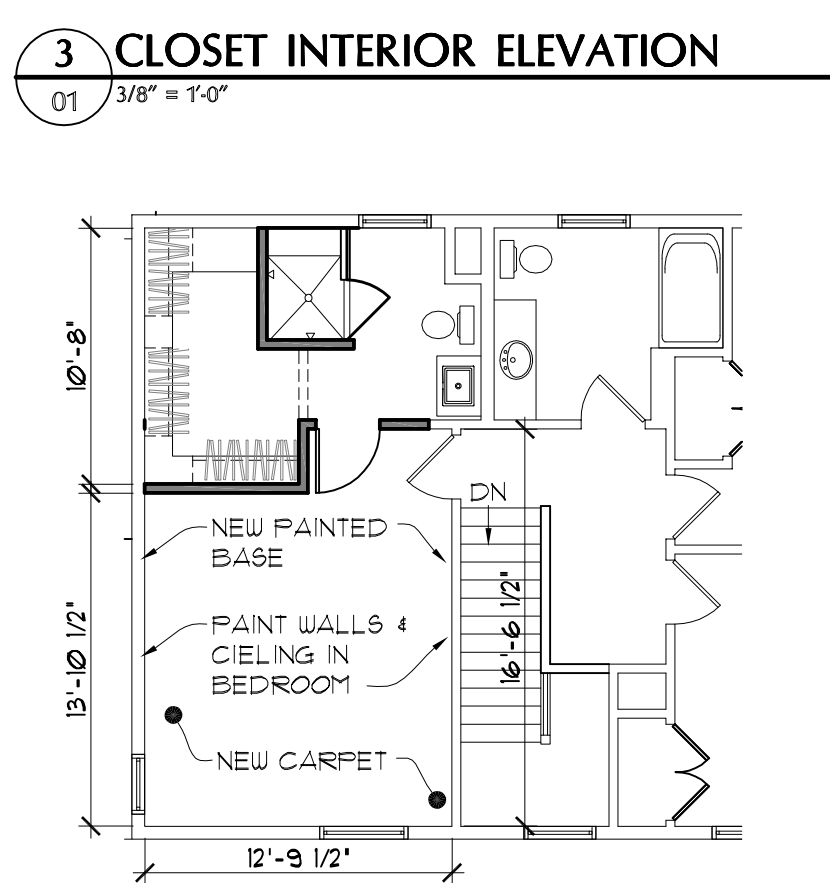 3 CLOSET INTERIOR ELEVATION
01 3/8" = 1'-0"
10'-8"
DN
NEW PAINTED
BASE
16'-6 1/2"
PAINT WALLS &
CIELING IN
BEDROOM
13'-10 1/2"
NEW CARPET
12'-9 1/2"